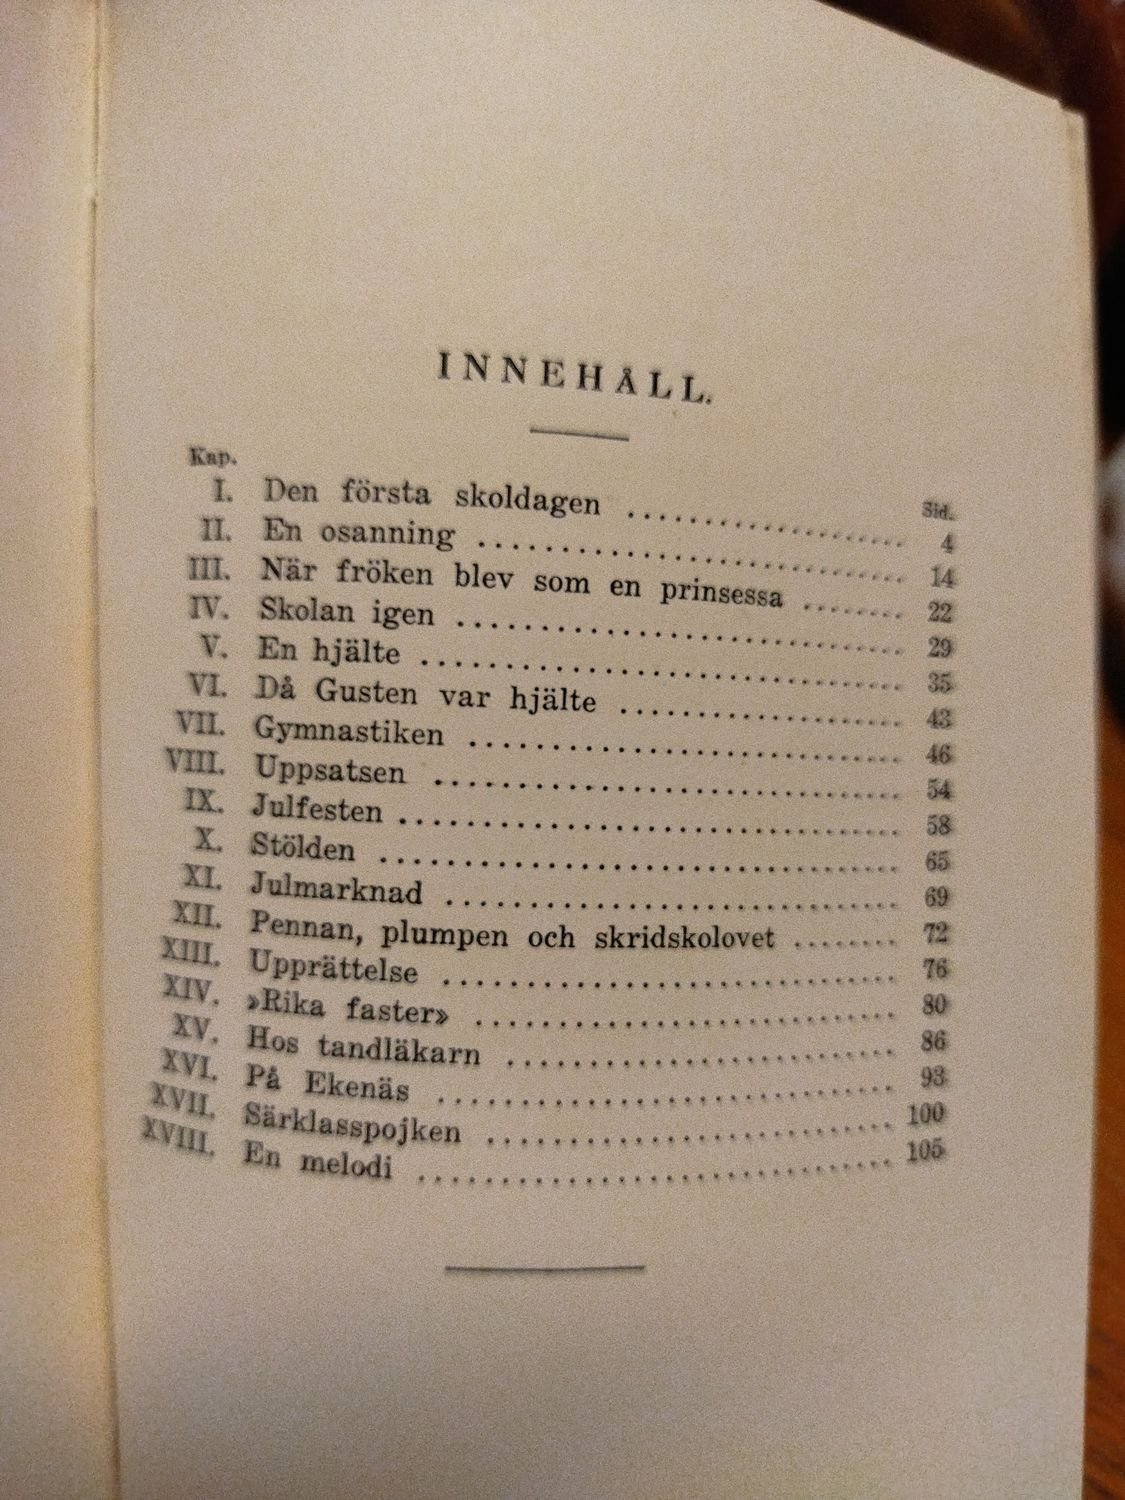 INNEHÅLL.
Kap.
Sid.
I. Den första skoldagen .................... 4
II. En osanning ............................ 14
III. När fröken blev som en prinsessa ........ 22
IV. Skolan igen ............................ 29
V. En hjälte .............................. 35
VI. Då Gusten var hjälte .................... 43
VII. Gymnastiken ............................ 46
VIII. Uppsatsen .............................. 54
IX. Julfesten .............................. 58
X. Stölden ................................ 65
XI. Julmarknad ............................. 69
XII. Pennan, plumpen och skridskolovet ........ 72
XIII. Upprättelse ............................ 76
XIV. »Rika faster» .......................... 80
XV. Hos tandläkarn ......................... 86
XVI. På Ekenäs .............................. 93
XVII. Särklasspojken ......................... 100
XVIII. En melodi .............................. 105